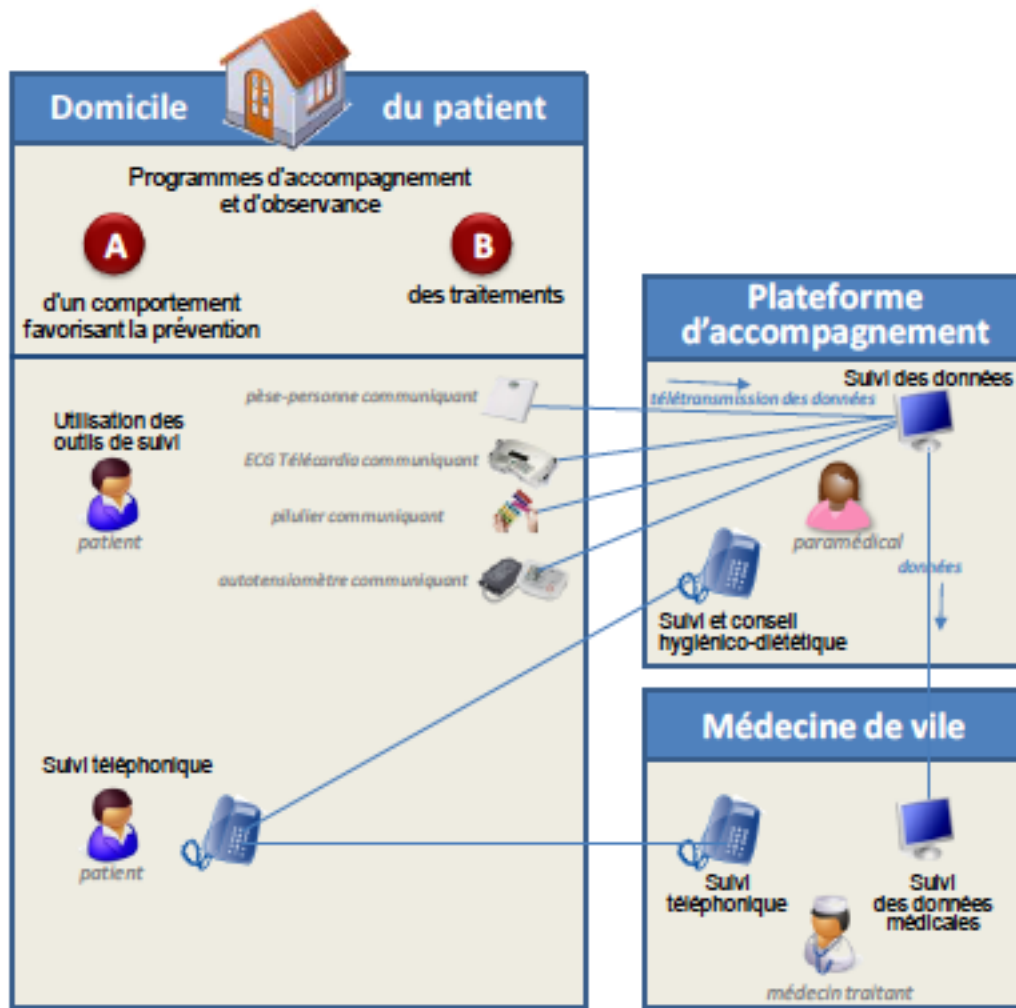 Domicile du patient
Programmes d'accompagnement
et d'observance
A
B
d'un comportement
favorisant la prévention
des traitements
Utilisation des
outils de suivi
patient
pèse-personne communiquant
ECG Télécardia communiquant
pilulier communiquant
autotensiomètre communiquant
Suivi téléphonique
patient
Plateforme
d'accompagnement
Suivi des données
télétransmission des données
paramédical
données
Suivi et conseil
hygiénico-diététique
Médecine de vile
Suivi
téléphonique
Suivi
des données
médicales
médecin traitant